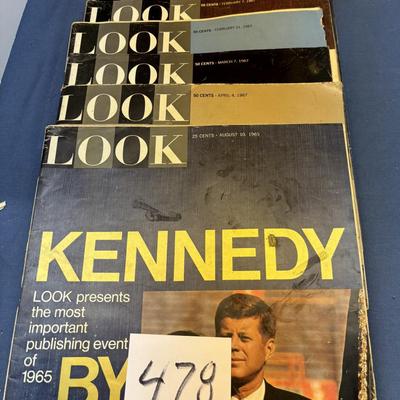 LOOK
50 CENTS · FEBRUARY 7, 1967
LOOK
50 CENTS · FEBRUARY 21, 1967
LOOK
50 CENTS · MARCH 7, 1967
LOOK
50 CENTS · APRIL 4, 1967
LOOK
25 CENTS · AUGUST 10, 1965
KENNEDY
LOOK presents
the most
important
publishing event
of
1965
BY
478